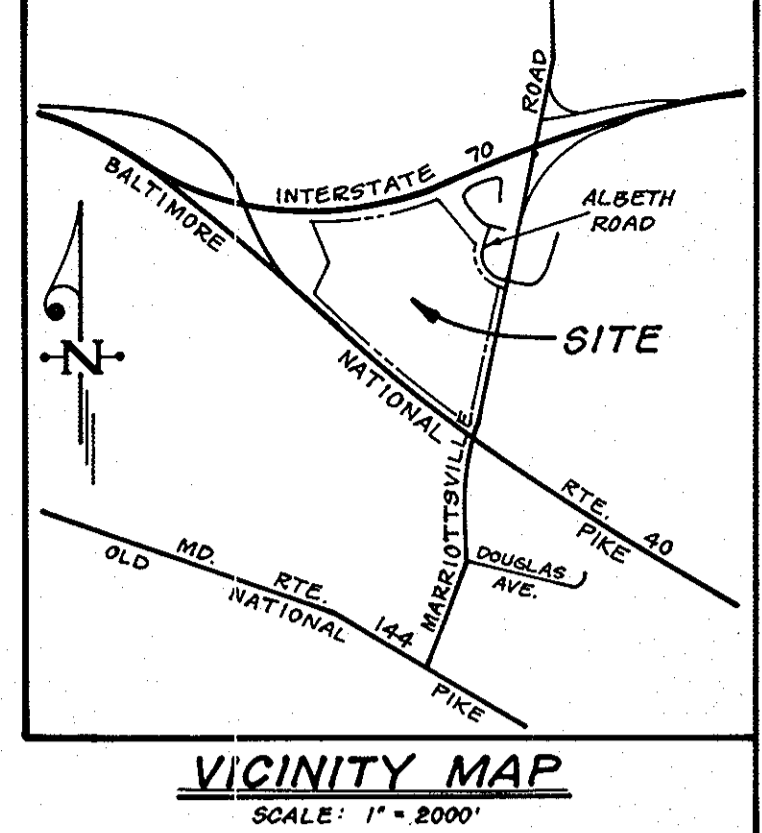 ROAD
INTERSTATE 70
BALTIMORE
ALBETH
ROAD
N
SITE
NATIONAL
MARRIOTTSVILLE
RTE. 40
PIKE
DOUGLAS
AVE.
MD. RTE. 144
OLD NATIONAL PIKE
VICINITY MAP
SCALE: 1" = 2000'